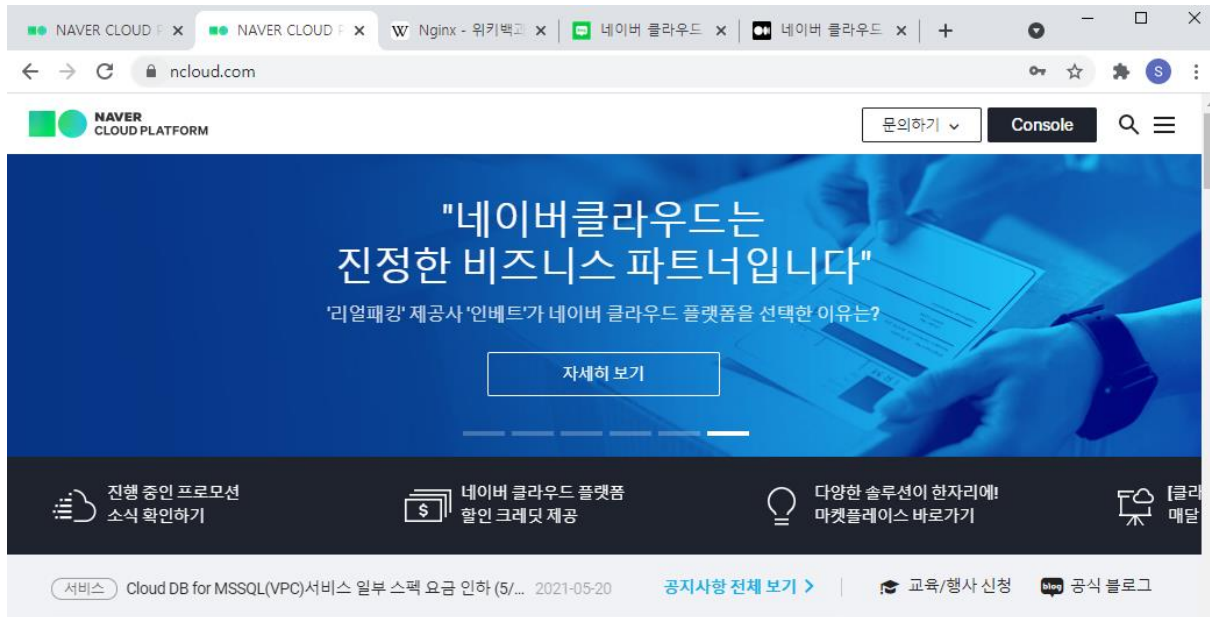 NAVER CLOUD P
NAVER CLOUD P
Nginx - 위키백과
네이버 클라우드
네이버 클라우드
ncloud.com
S
NAVER
CLOUD PLATFORM
문의하기
Console
"네이버클라우드는
진정한 비즈니스 파트너입니다"
'리얼패킹' 제공사 '인베트'가 네이버 클라우드 플랫폼을 선택한 이유는?
자세히 보기
진행 중인 프로모션
소식 확인하기
네이버 클라우드 플랫폼
할인 크레딧 제공
다양한 솔루션이 한자리에!
마켓플레이스 바로가기
[클라
매달
서비스 Cloud DB for MSSQL(VPC)서비스 일부 스펙 요금 인하 (5/... 2021-05-20 공지사항 전체 보기 교육/행사 신청 blog 공식 블로그